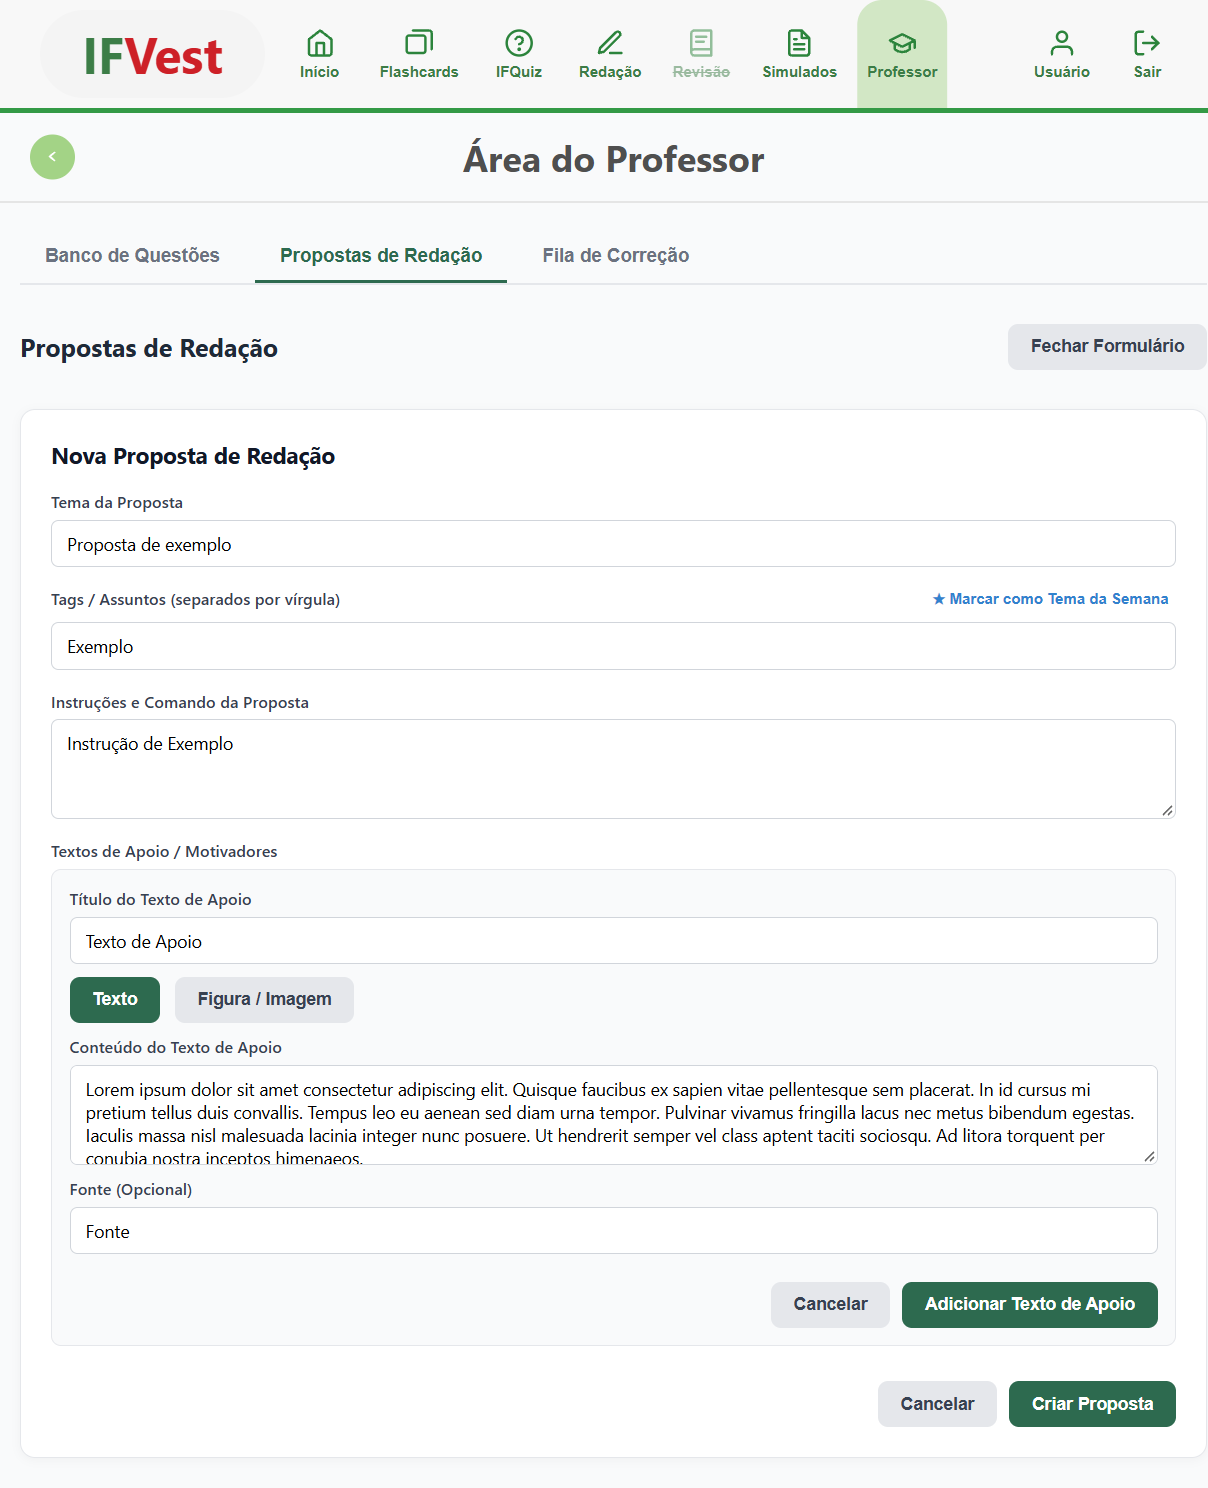 IFVest
Início
Flashcards
IFQuiz
Redação
Revisão
Simulados
Professor
Usuário
Sair
Área do Professor
Banco de Questões
Propostas de Redação
Fila de Correção
Propostas de Redação
Fechar Formulário
Nova Proposta de Redação
Tema da Proposta
Proposta de exemplo
Tags / Assuntos (separados por vírgula)
★ Marcar como Tema da Semana
Exemplo
Instruções e Comando da Proposta
Instrução de Exemplo
Textos de Apoio / Motivadores
Título do Texto de Apoio
Texto de Apoio
Texto
Figura / Imagem
Conteúdo do Texto de Apoio
Lorem ipsum dolor sit amet consectetur adipiscing elit. Quisque faucibus ex sapien vitae pellentesque sem placerat. In id cursus mi
pretium tellus duis convallis. Tempus leo eu aenean sed diam urna tempor. Pulvinar vivamus fringilla lacus nec metus bibendum egestas.
Iaculis massa nisl malesuada lacinia integer nunc posuere. Ut hendrerit semper vel class aptent taciti sociosqu. Ad litora torquent per
conubia nostra inceptos himenaeos.
Fonte (Opcional)
Fonte
Cancelar
Adicionar Texto de Apoio
Cancelar
Criar Proposta